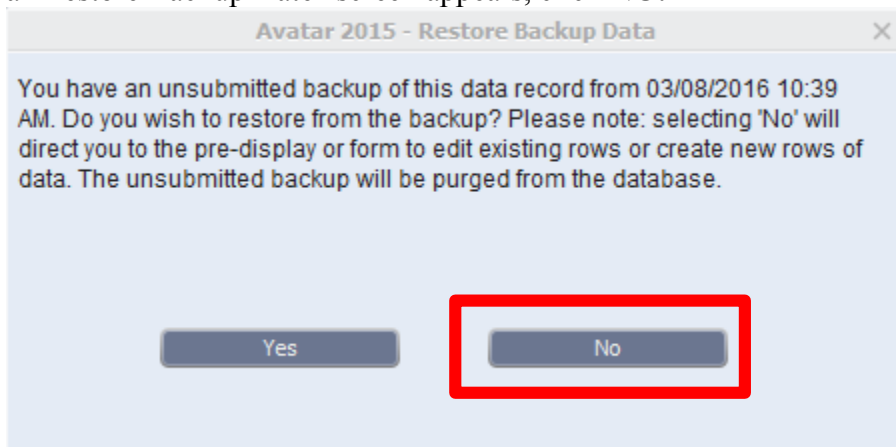 Avatar 2015 - Restore Backup Data
You have an unsubmitted backup of this data record from 03/08/2016 10:39
AM. Do you wish to restore from the backup? Please note: selecting 'No' will
direct you to the pre-display or form to edit existing rows or create new rows of
data. The unsubmitted backup will be purged from the database.
Yes
No